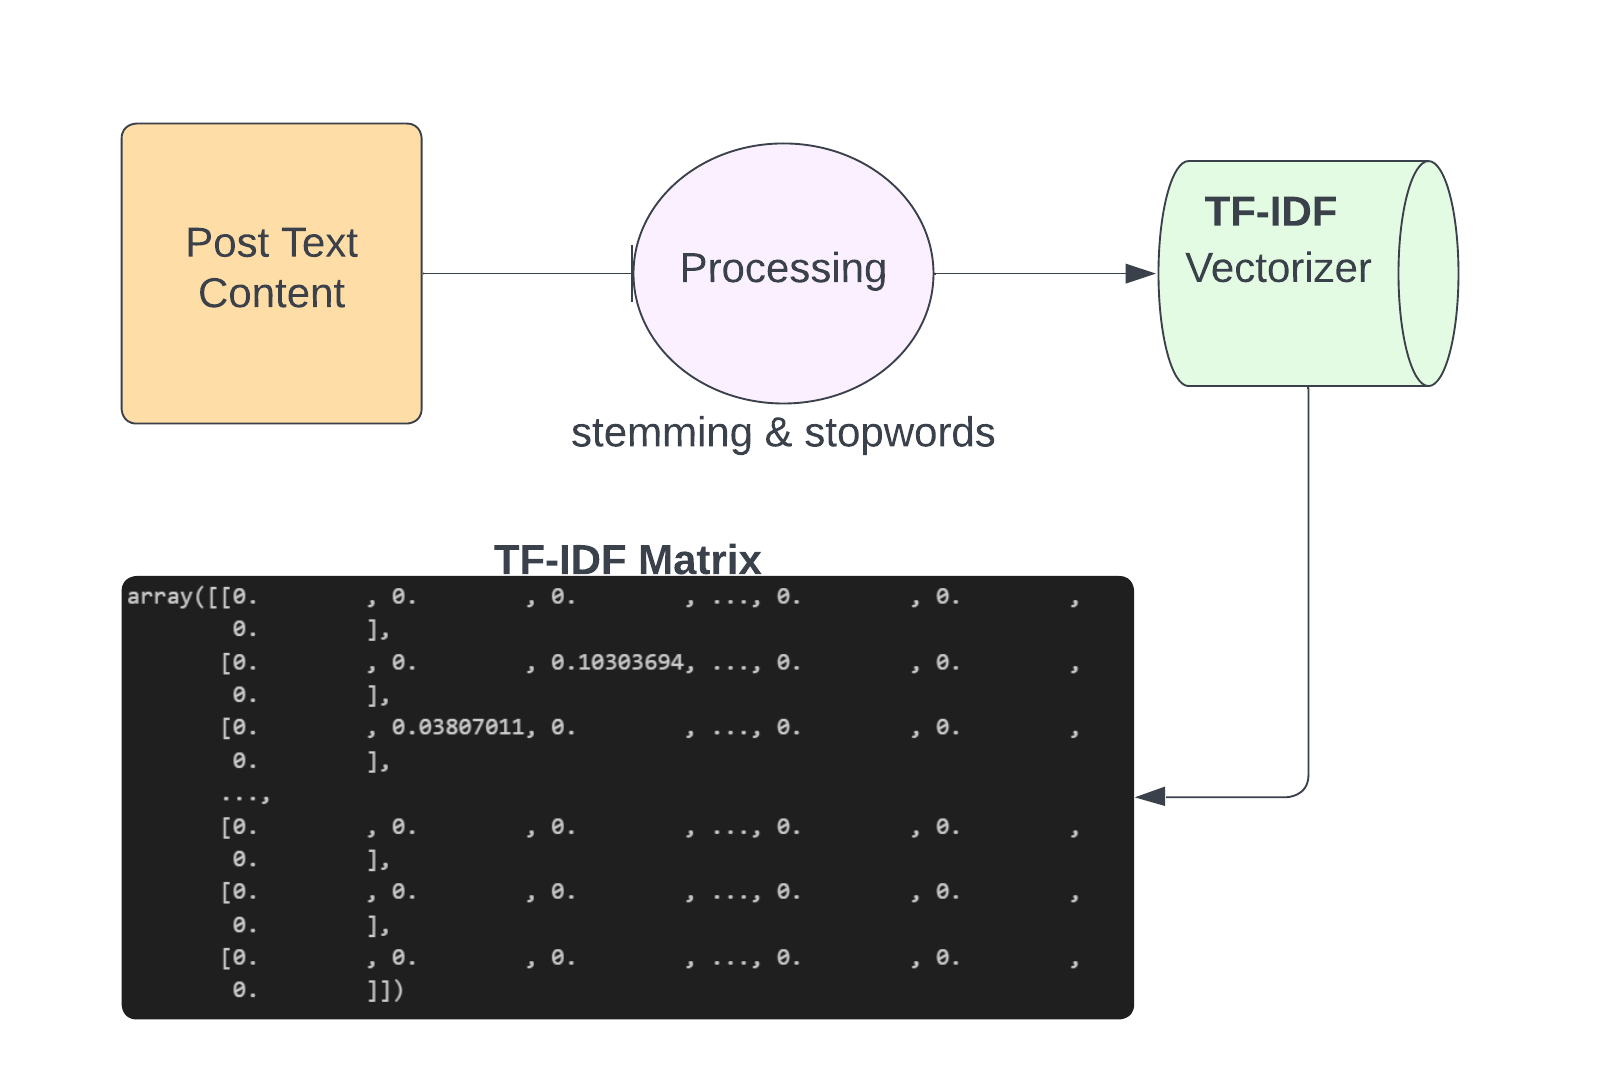 Post Text
Content
Processing
TF-IDF
Vectorizer
stemming & stopwords
TF-IDF Matrix
array([[0.        , 0.        , 0.        , ..., 0.        , 0.        ,
        0.        ],
       [0.        , 0.        , 0.10303694, ..., 0.        , 0.        ,
        0.        ],
       [0.        , 0.03807011, 0.        , ..., 0.        , 0.        ,
        0.        ],
       ...,
       [0.        , 0.        , 0.        , ..., 0.        , 0.        ,
        0.        ],
       [0.        , 0.        , 0.        , ..., 0.        , 0.        ,
        0.        ],
       [0.        , 0.        , 0.        , ..., 0.        , 0.        ,
        0.        ]])